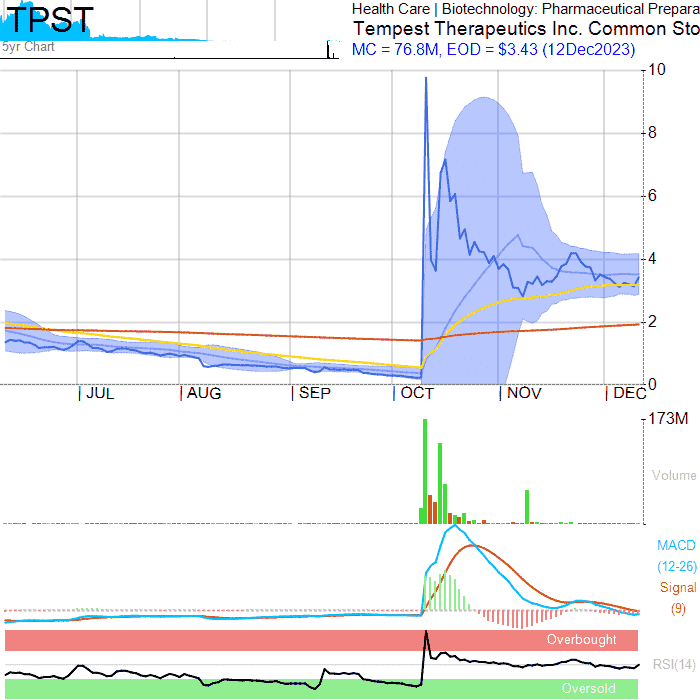 TPST
5yr Chart
Health Care | Biotechnology: Pharmaceutical Prepara
Tempest Therapeutics Inc. Common Sto
MC = 76.8M, EOD = $3.43 (12Dec2023)
10
8
6
4
2
0
JUL AUG SEP OCT NOV DEC
173M
Volume
MACD
(12-26)
Signal
(9)
Overbought
RSI(14)
Oversold